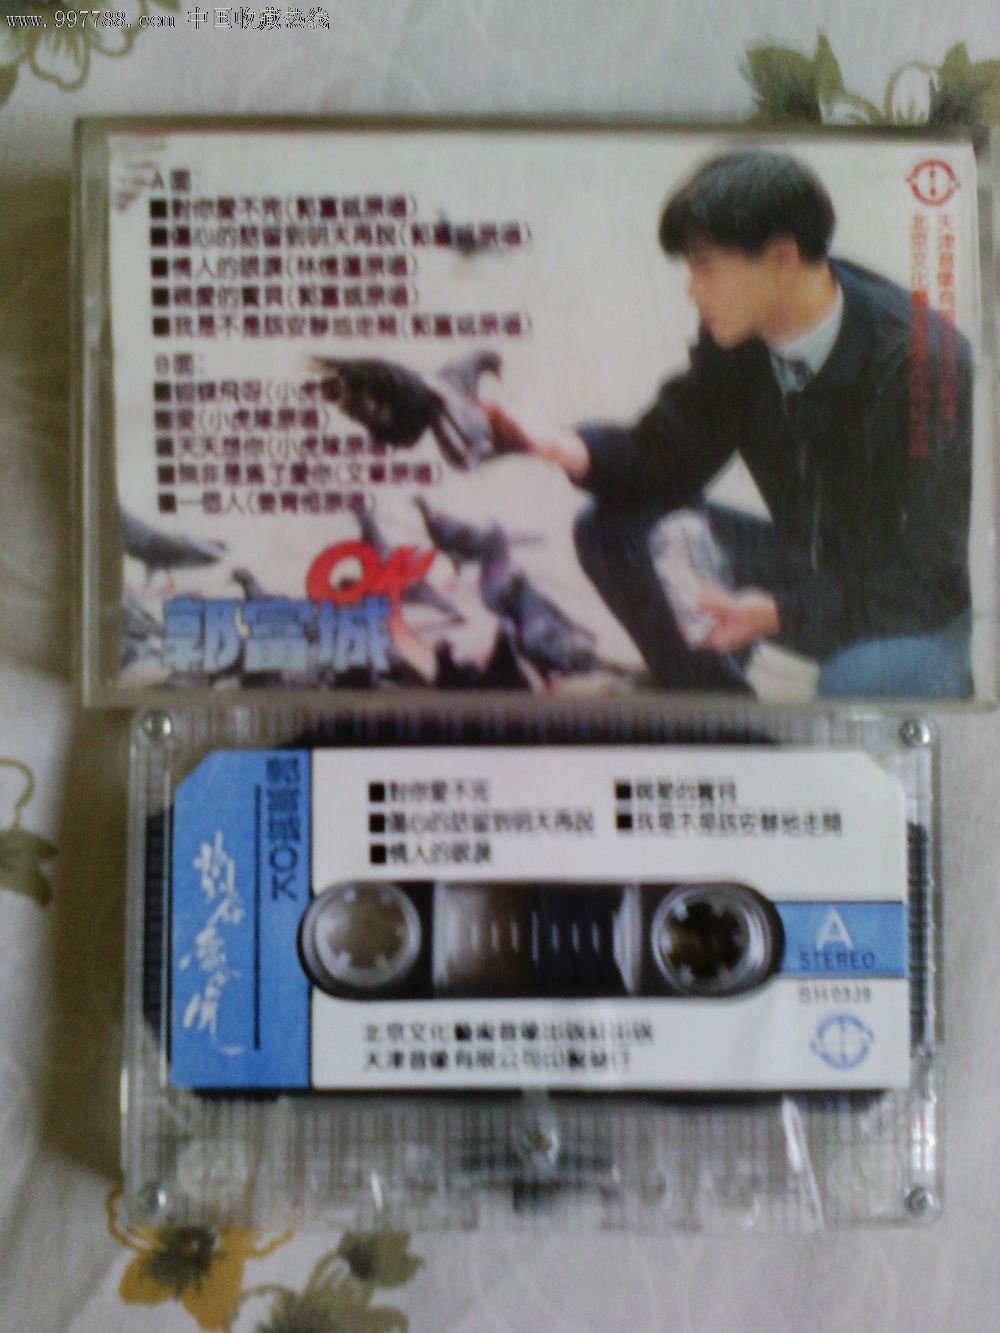 www.997788.com 中国收藏热线
A面:
■對你愛不完(郭富城原唱)
■傷心的話留到明天再說(郭富城原唱)
■情人的眼淚(林憶蓮原唱)
■親愛的寶貝(郭富城原唱)
■我是不是該安靜地走開(郭富城原唱)
B面:
■蝴蝶飛呀(小虎隊
■戀愛(小虎隊原唱)
■天天想你(小虎隊原唱)
■無非是爲了愛你(文章原唱)
■一個人(姜育恒原唱)
郭富城
天津音像有
北京文化
郭富城KO
■對你愛不完
■傷心的話留到明天再說
■情人的眼淚
■親愛的寶貝
■我是不是該安靜地走開
A
STEREO
北京文化藝術音像出版社出版
天津音像有限公司印製發行